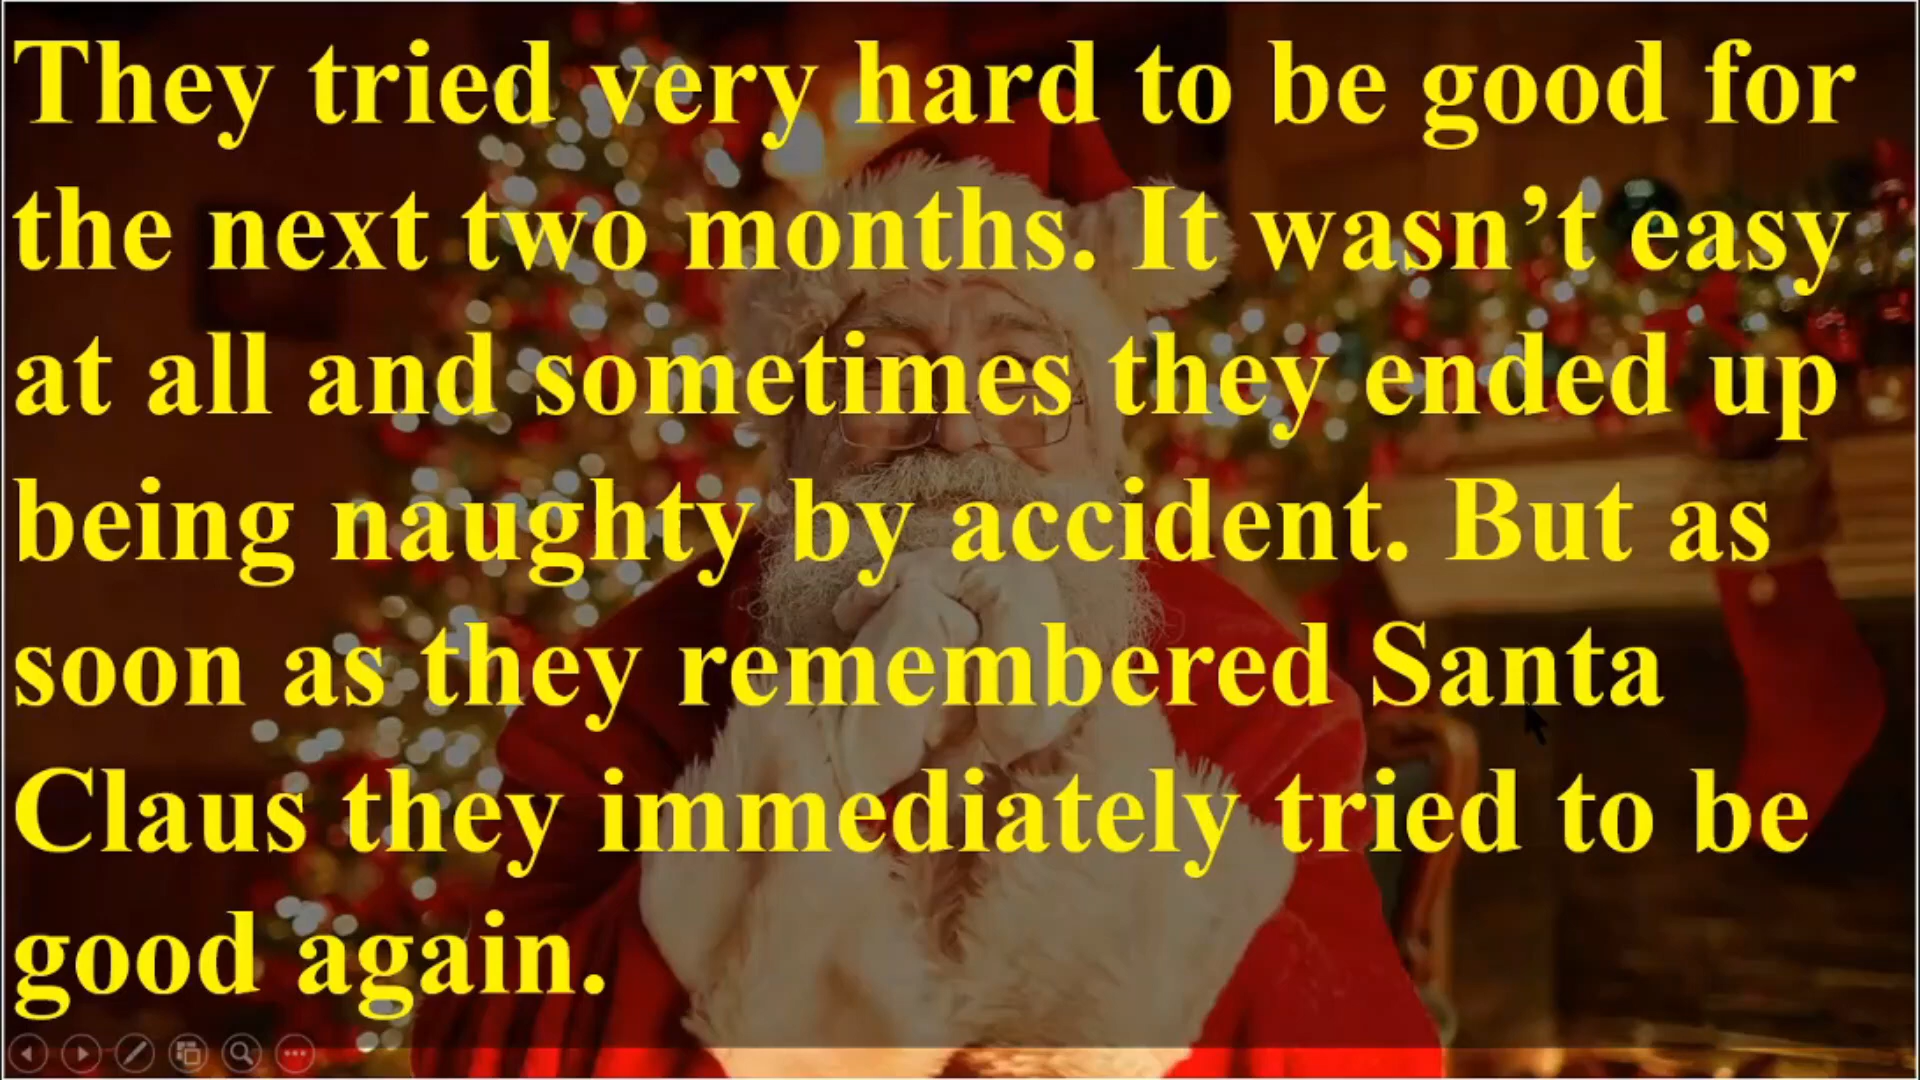 They tried very hard to be good for
the next two months. It wasn’t easy
at all and sometimes they ended up
being naughty by accident. But as
soon as they remembered Santa
Claus they immediately tried to be
good again.